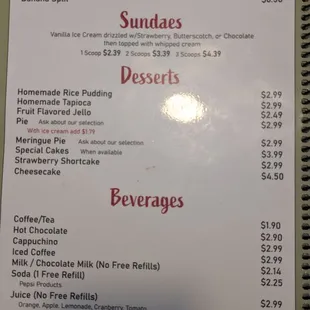 Sundaes
Vanilla Ice Cream drizzled w/Strawberry, Butterscotch, or Chocolate
then topped with whipped cream
1 Scoop $2.39 2 Scoops $3.39 3 Scoops $4.39
Desserts
Homemade Rice Pudding $2.99
Homemade Tapioca $2.99
Fruit Flavored Jello $2.49
Pie Ask about our selection $2.99
With ice cream add $1.79
Meringue Pie Ask about our selection $2.99
Special Cakes When available $3.99
Strawberry Shortcake $2.99
Cheesecake $4.50
Beverages
Coffee/Tea $1.90
Hot Chocolate $2.90
Cappuchino $2.99
Iced Coffee $2.99
Milk / Chocolate Milk (No Free Refills) $2.14
Soda (1 Free Refill) $2.25
Pepsi Products
Juice (No Free Refills) $2.99
Orange, Apple, Lemonade, Cranberry, Tomato